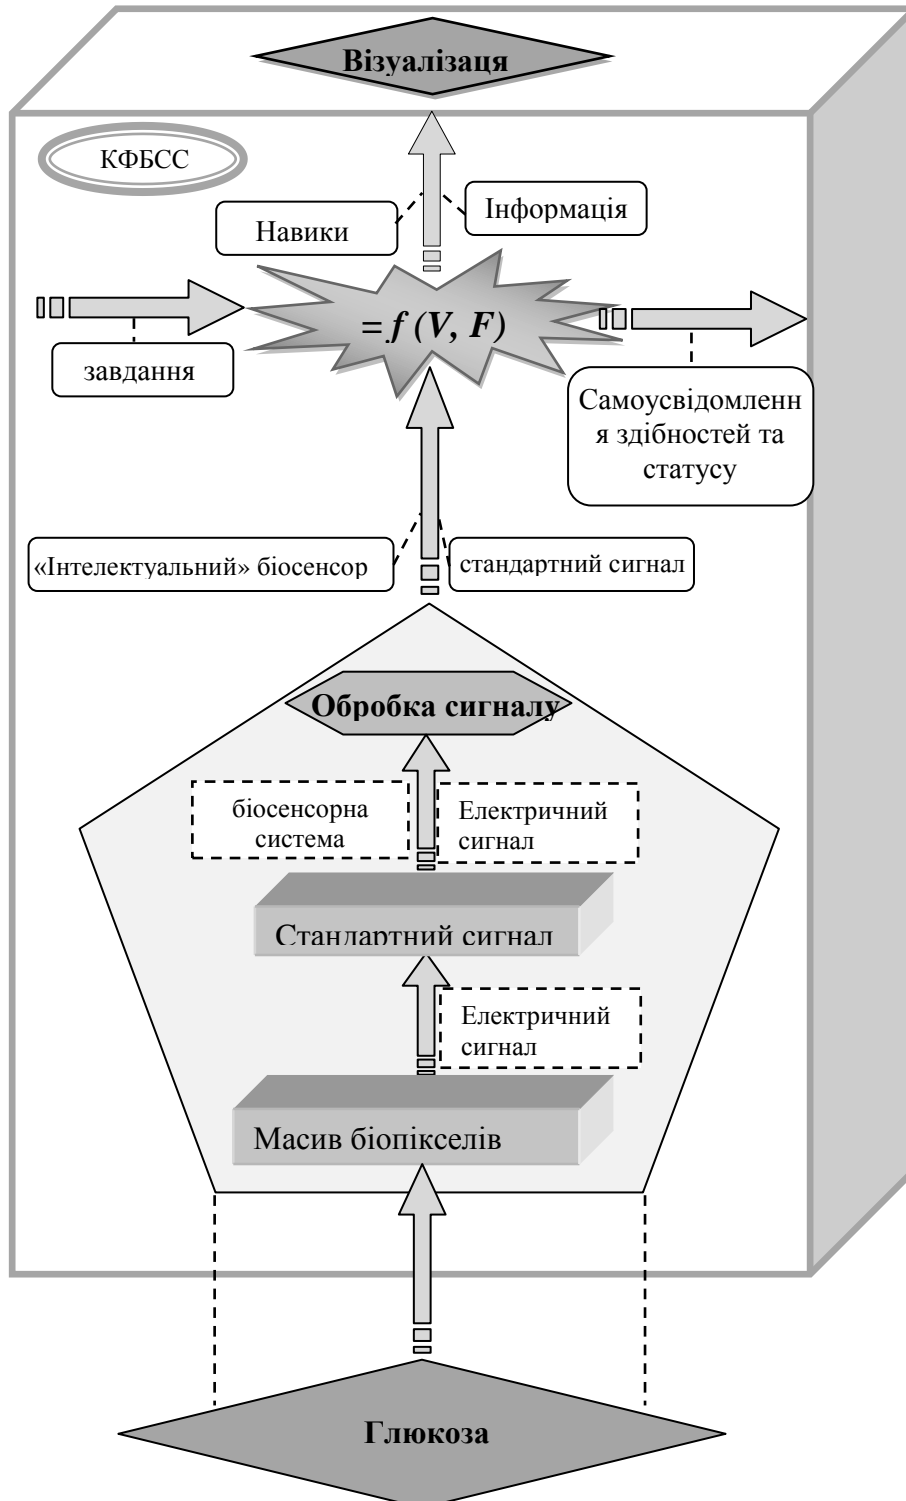 Візуалізаця
КФБСС
Інформація
Навики
= f (V, F)
завдання
Самоусвідомленн
я здібностей та
статусу
«Інтелектуальний» біосенсор
стандартний сигнал
Обробка сигналу
біосенсорна
система
Електричний
сигнал
Стандартний сигнал
Електричний
сигнал
Масив біопікселів
Глюкоза